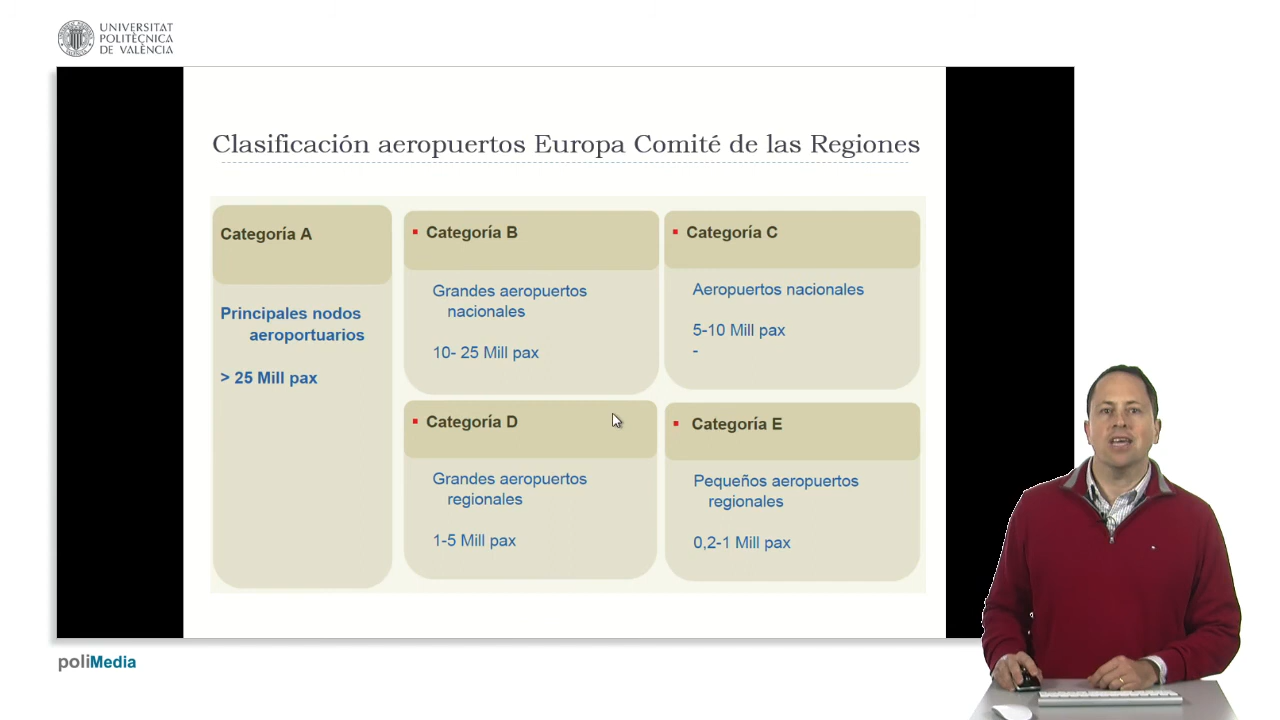 UNIVERSITAT
POLITÈCNICA
DE VALÈNCIA
Clasificación aeropuertos Europa Comité de las Regiones
Categoría A
Principales nodos
aeroportuarios
> 25 Mill pax
Categoría B
Grandes aeropuertos
nacionales
10- 25 Mill pax
Categoría C
Aeropuertos nacionales
5-10 Mill pax
-
Categoría D
Grandes aeropuertos
regionales
1-5 Mill pax
Categoría E
Pequeños aeropuertos
regionales
0,2-1 Mill pax
poliMedia